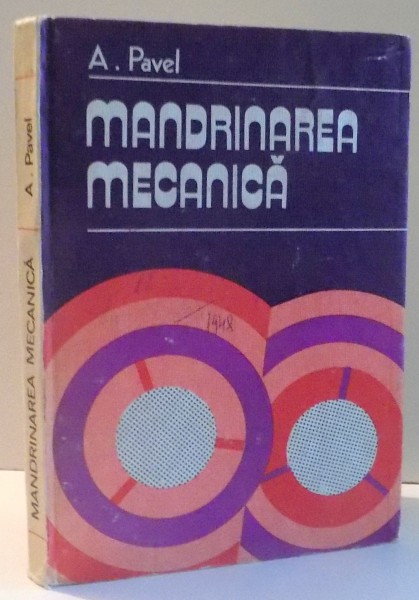 A. Pavel
MANDRINAREA
MECANICĂ
1948
MANDRINAREA MECANICĂ
A. Pavel